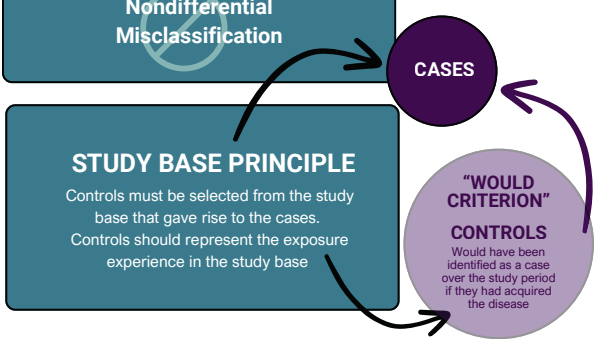 Nondifferential
Misclassification
CASES
STUDY BASE PRINCIPLE
Controls must be selected from the study
base that gave rise to the cases.
Controls should represent the exposure
experience in the study base
“WOULD
CRITERION”
CONTROLS
Would have been
identified as a case
over the study period
if they had acquired
the disease